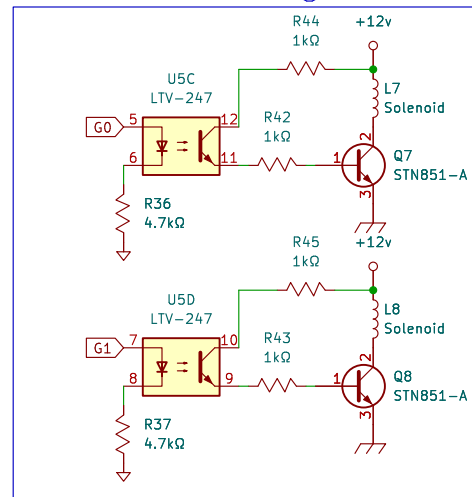 R44
1kΩ
+12v
U5C
LTV-247
L7
Solenoid
5
12
G0
R42
1kΩ
2
Q7
STN851-A
6
11
1
3
R36
4.7kΩ
R45
1kΩ
+12v
U5D
LTV-247
L8
Solenoid
7
10
G1
R43
1kΩ
2
Q8
STN851-A
8
9
1
3
R37
4.7kΩ